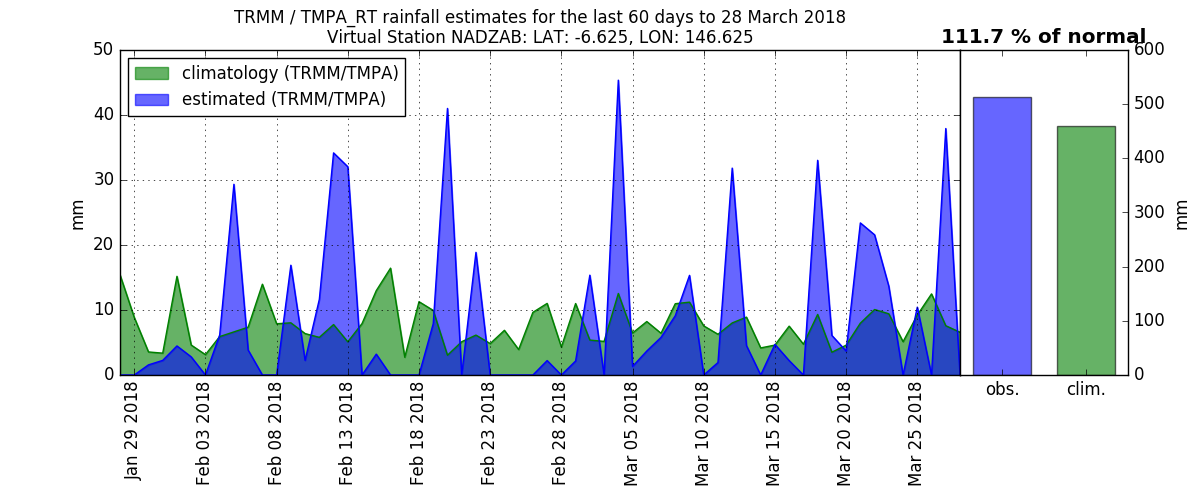 TRMM / TMPA_RT rainfall estimates for the last 60 days to 28 March 2018
Virtual Station NADZAB: LAT: -6.625, LON: 146.625
111.7 % of normal
climatology (TRMM/TMPA)
estimated (TRMM/TMPA)
50
40
30
20
10
0
mm
Jan 29 2018
Feb 03 2018
Feb 08 2018
Feb 13 2018
Feb 18 2018
Feb 23 2018
Feb 28 2018
Mar 05 2018
Mar 10 2018
Mar 15 2018
Mar 20 2018
Mar 25 2018
obs.
clim.
600
500
400
300
200
100
0
mm